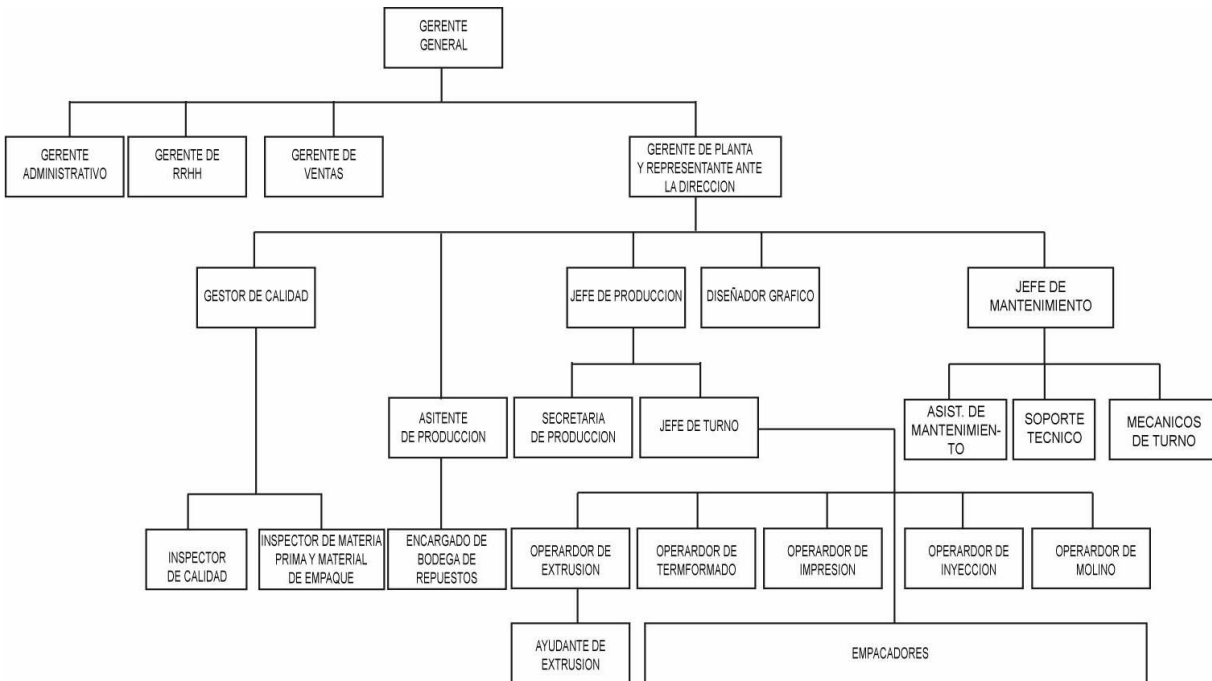 GERENTE
GENERAL
GERENTE
ADMINISTRATIVO
GERENTE DE
RRHH
GERENTE DE
VENTAS
GERENTE DE PLANTA
Y REPRESENTANTE ANTE
LA DIRECCION
GESTOR DE CALIDAD
JEFE DE PRODUCCION
DISEÑADOR GRAFICO
JEFE DE
MANTENIMIENTO
ASITENTE
DE PRODUCCION
SECRETARIA
DE PRODUCCION
JEFE DE TURNO
ASIST. DE
MANTENIMIEN-
TO
SOPORTE
TECNICO
MECANICOS
DE TURNO
INSPECTOR
DE CALIDAD
INSPECTOR DE MATERIA
PRIMA Y MATERIAL
DE EMPAQUE
ENCARGADO DE
BODEGA DE
REPUESTOS
OPERARDOR DE
EXTRUSION
OPERARDOR DE
TERMFORMADO
OPERARDOR DE
IMPRESION
OPERARDOR DE
INYECCION
OPERARDOR DE
MOLINO
AYUDANTE DE
EXTRUSION
EMPACADORES